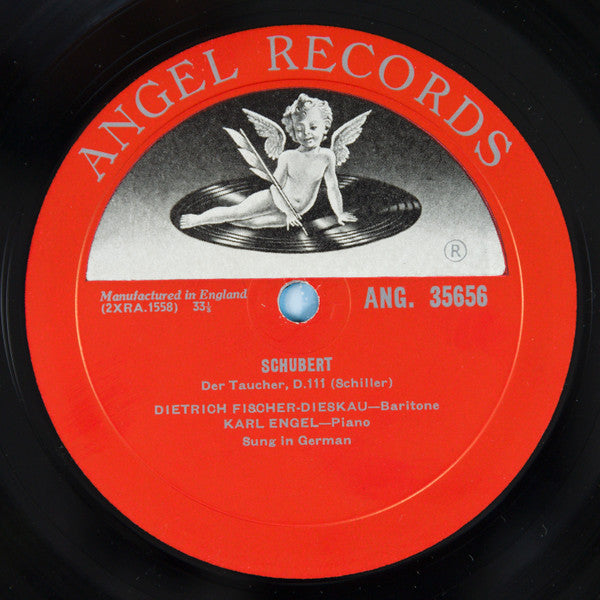 ANGEL RECORDS
®
Manufactured in England
(2XRA.1558) 33⅓
ANG. 35656
SCHUBERT
Der Taucher, D.111 (Schiller)
DIETRICH FISCHER-DIESKAU—Baritone
KARL ENGEL—Piano
Sung in German